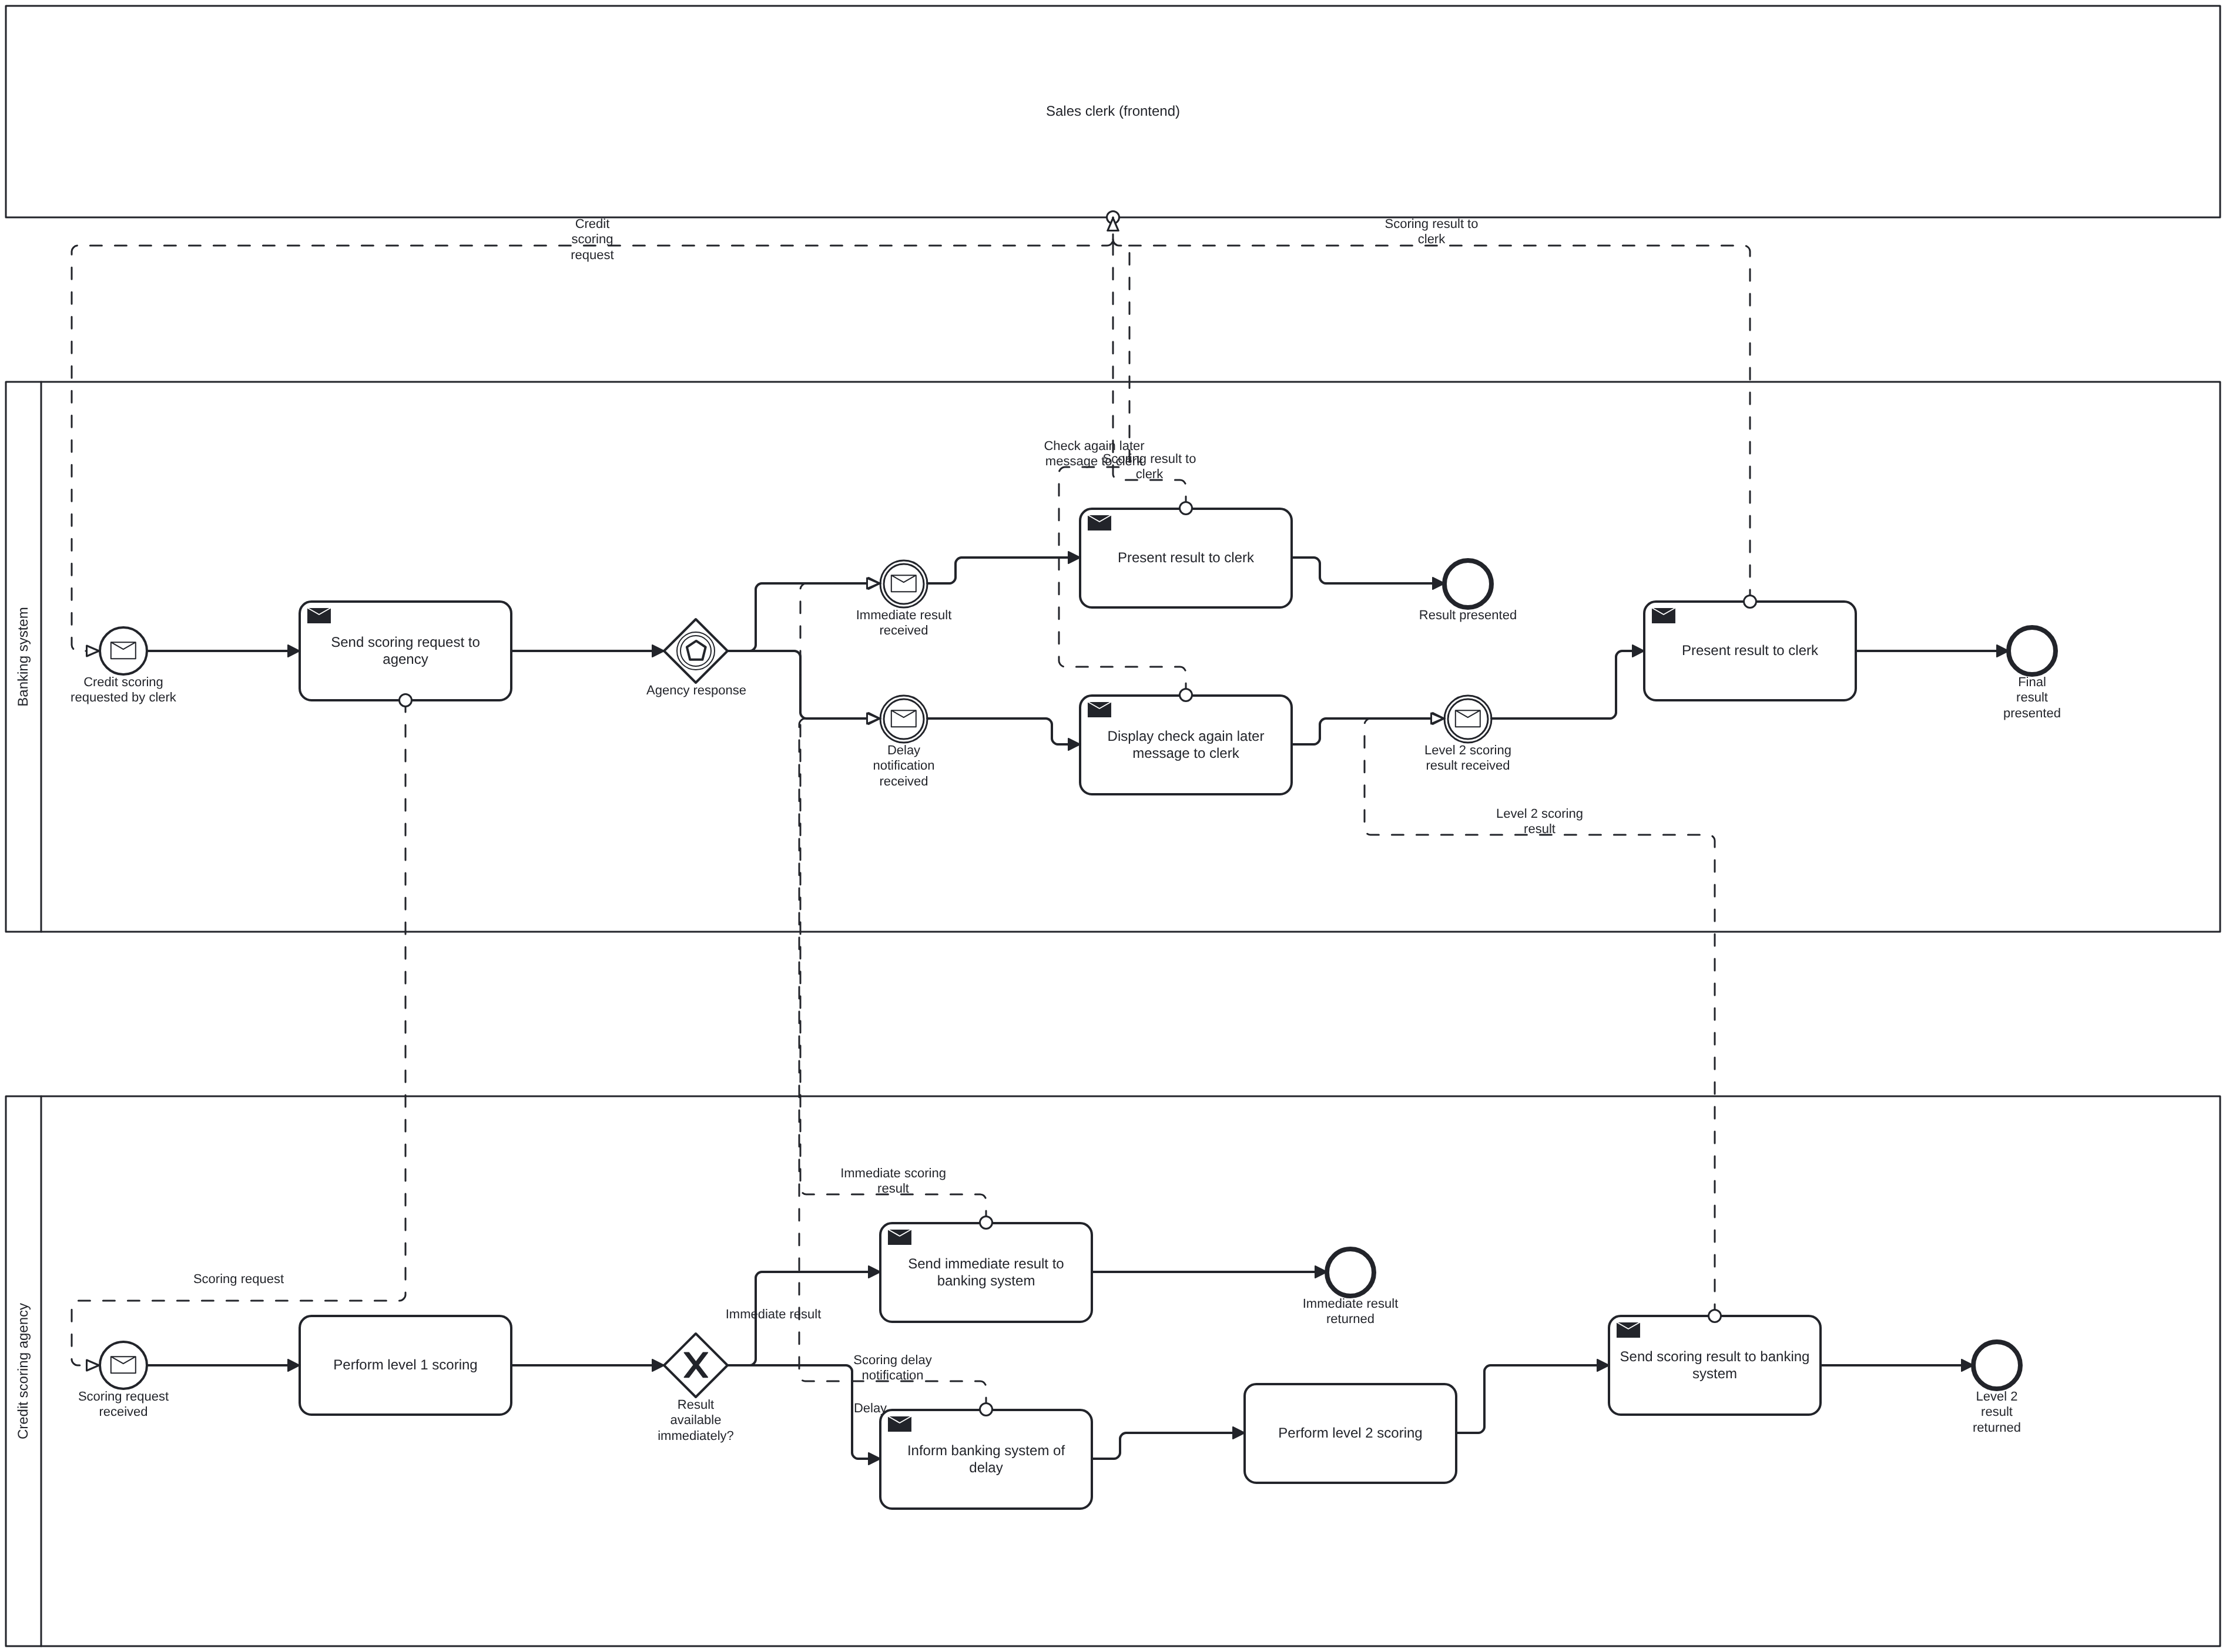 Sales clerk (frontend)
Credit
scoring
request
Scoring result to
clerk
Banking system
Check again later
message to clerk
Scoring result to
clerk
Present result to clerk
Immediate result
received
Result presented
Send scoring request to
agency
Present result to clerk
Credit scoring
requested by clerk
Agency response
Final
result
presented
Display check again later
message to clerk
Delay
notification
received
Level 2 scoring
result received
Level 2 scoring
result
Credit scoring agency
Immediate scoring
result
Send immediate result to
banking system
Scoring request
Immediate result
returned
Immediate result
Perform level 1 scoring
Scoring delay
notification
Send scoring result to banking
system
Scoring request
received
Result
available
immediately?
Delay
Level 2
result
returned
Inform banking system of
delay
Perform level 2 scoring